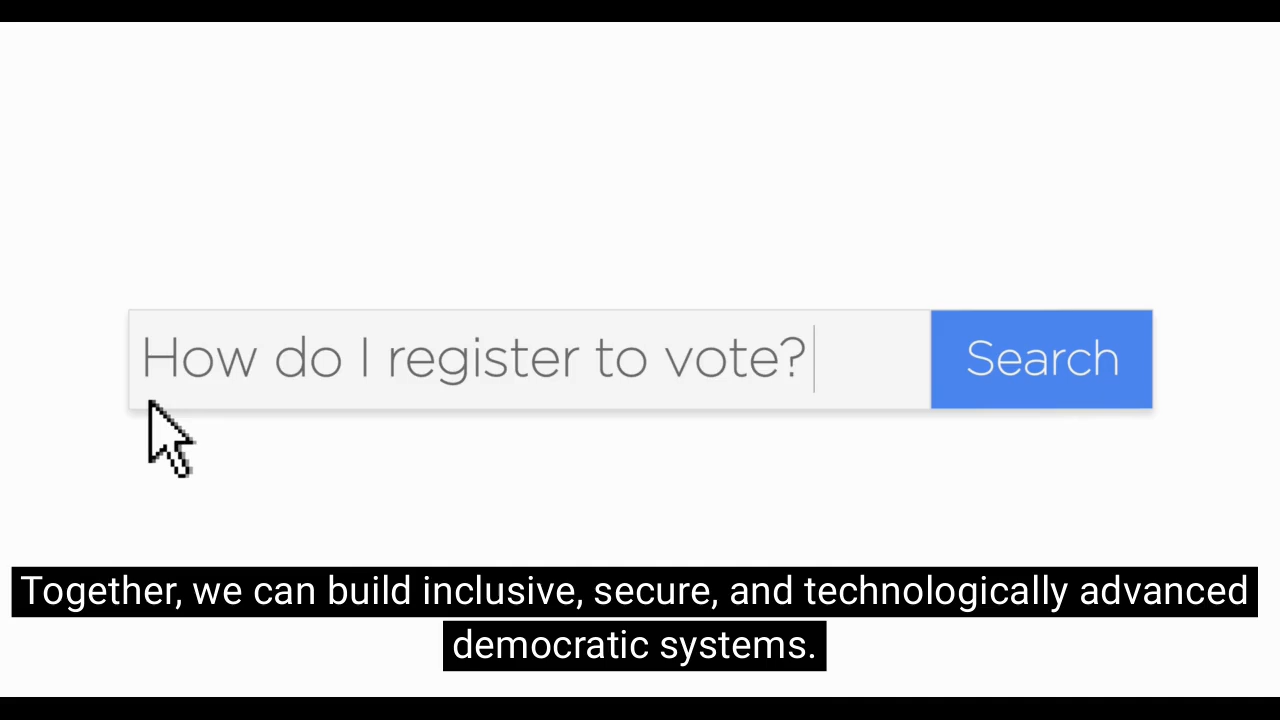 How do I register to vote?
Search
Together, we can build inclusive, secure, and technologically advanced
democratic systems.